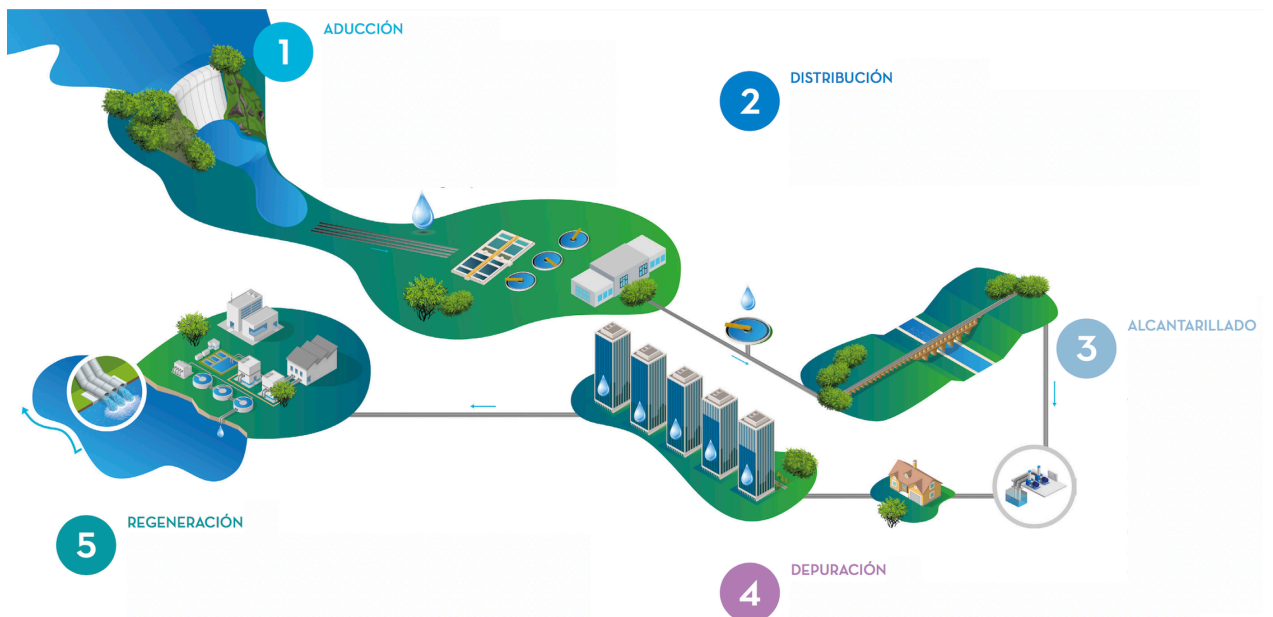 1
ADUCCIÓN
2
DISTRIBUCIÓN
3
ALCANTARILLADO
4
DEPURACIÓN
5
REGENERACIÓN